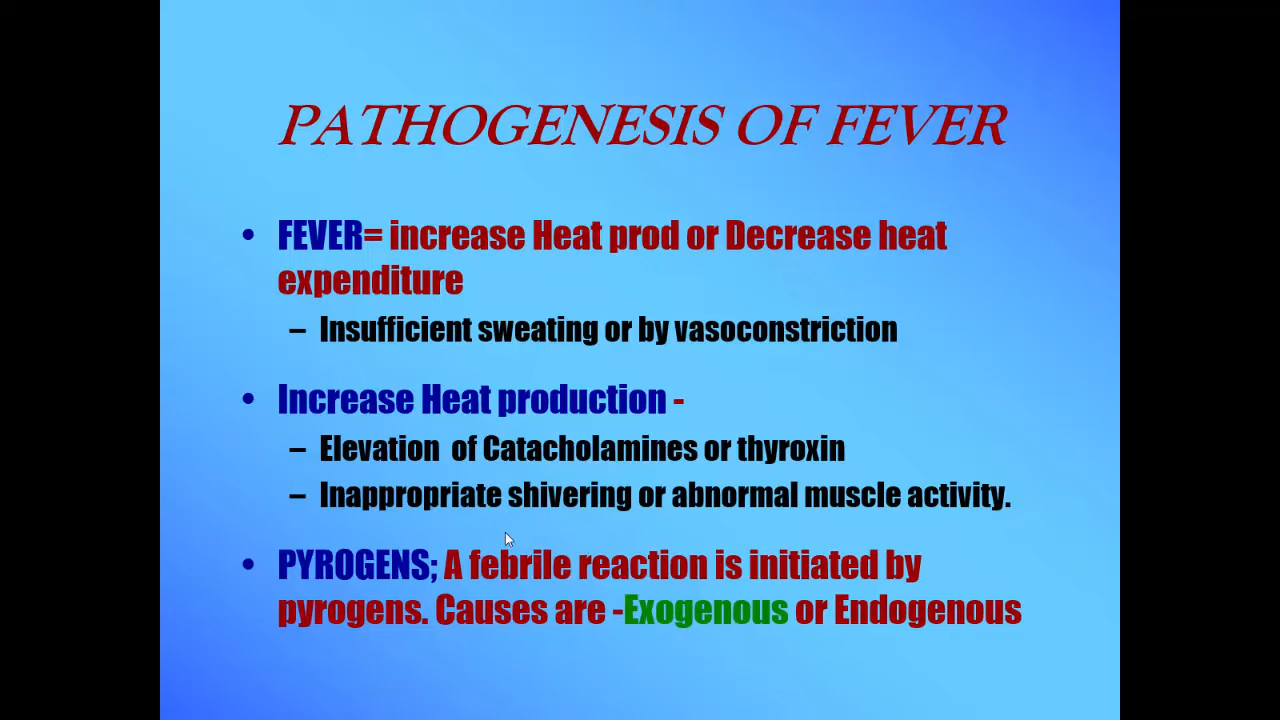 PATHOGENESIS OF FEVER
• FEVER= increase Heat prod or Decrease heat
expenditure
– Insufficient sweating or by vasoconstriction
• Increase Heat production -
– Elevation of Catacholamines or thyroxin
– Inappropriate shivering or abnormal muscle activity.
• PYROGENS; A febrile reaction is initiated by
pyrogens. Causes are -Exogenous or Endogenous